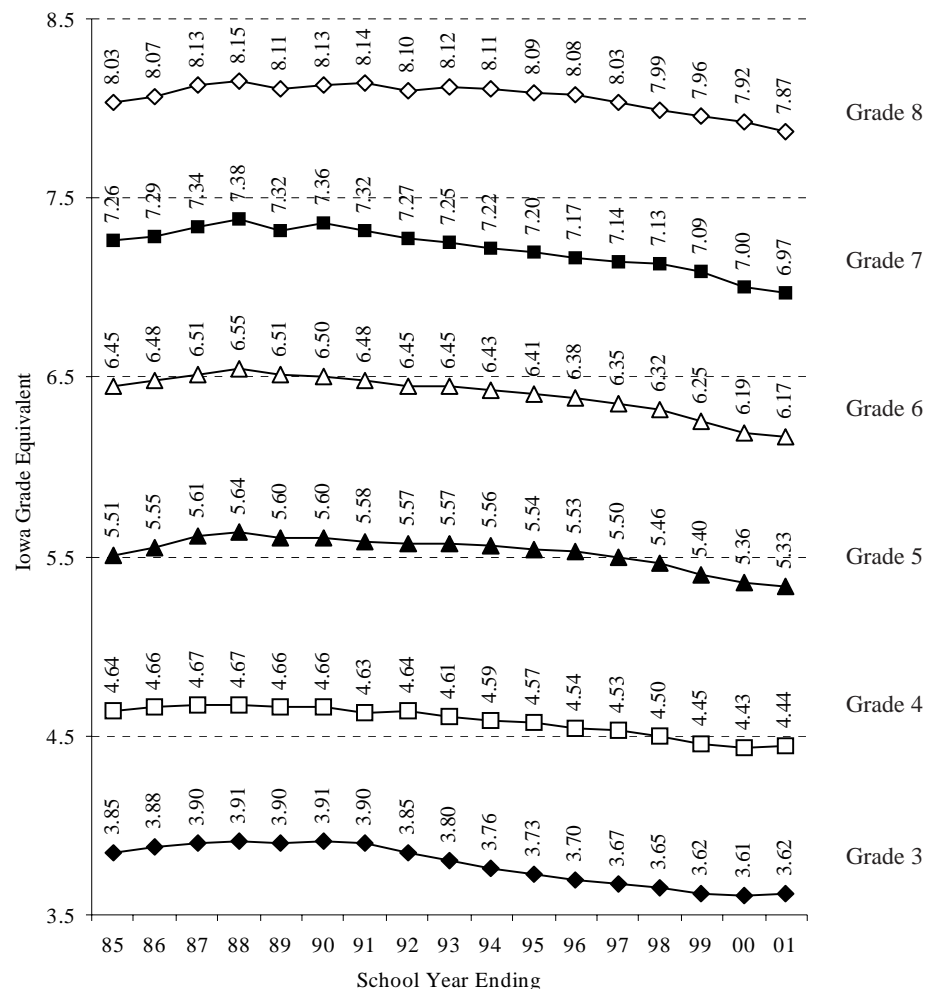 8.5
8.03 8.07 8.13 8.15 8.11 8.13 8.14 8.10 8.12 8.11 8.09 8.08 8.03 7.99 7.96 7.92 7.87
Grade 8
7.5
7.26 7.29 7.34 7.38 7.32 7.36 7.32 7.27 7.25 7.22 7.20 7.17 7.14 7.13 7.09 7.00 6.97
Grade 7
6.5
6.45 6.48 6.51 6.55 6.51 6.50 6.48 6.45 6.45 6.43 6.41 6.38 6.35 6.32 6.25 6.19 6.17
Grade 6
Iowa Grade Equivalent
5.5
5.51 5.55 5.61 5.64 5.60 5.60 5.58 5.57 5.57 5.56 5.54 5.53 5.50 5.46 5.40 5.36 5.33
Grade 5
4.5
4.64 4.66 4.67 4.67 4.66 4.66 4.63 4.64 4.61 4.59 4.57 4.54 4.53 4.50 4.45 4.43 4.44
Grade 4
3.85 3.88 3.90 3.91 3.90 3.91 3.90 3.85 3.80 3.76 3.73 3.70 3.67 3.65 3.62 3.61 3.62
Grade 3
3.5
85 86 87 88 89 90 91 92 93 94 95 96 97 98 99 00 01
School Year Ending